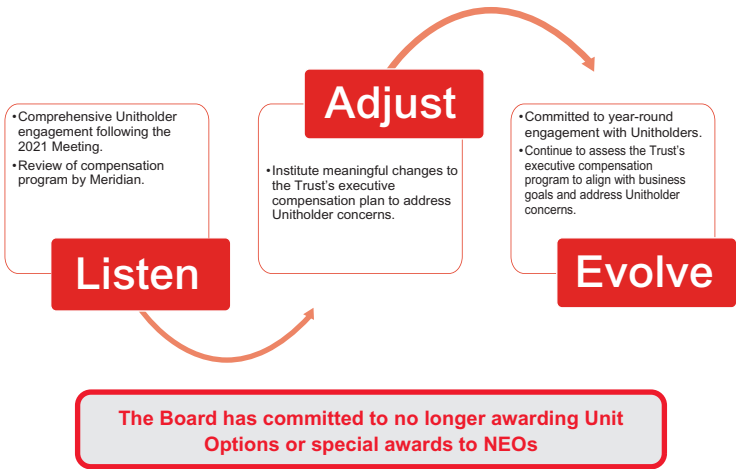 •Comprehensive Unitholder
engagement following the
2021 Meeting.
•Review of compensation
program by Meridian.
Listen
Adjust
•Institute meaningful changes to
the Trust's executive
compensation plan to address
Unitholder concerns.
•Committed to year-round
engagement with Unitholders.
•Continue to assess the Trust's
executive compensation
program to align with business
goals and address Unitholder
concerns.
Evolve
The Board has committed to no longer awarding Unit
Options or special awards to NEOs